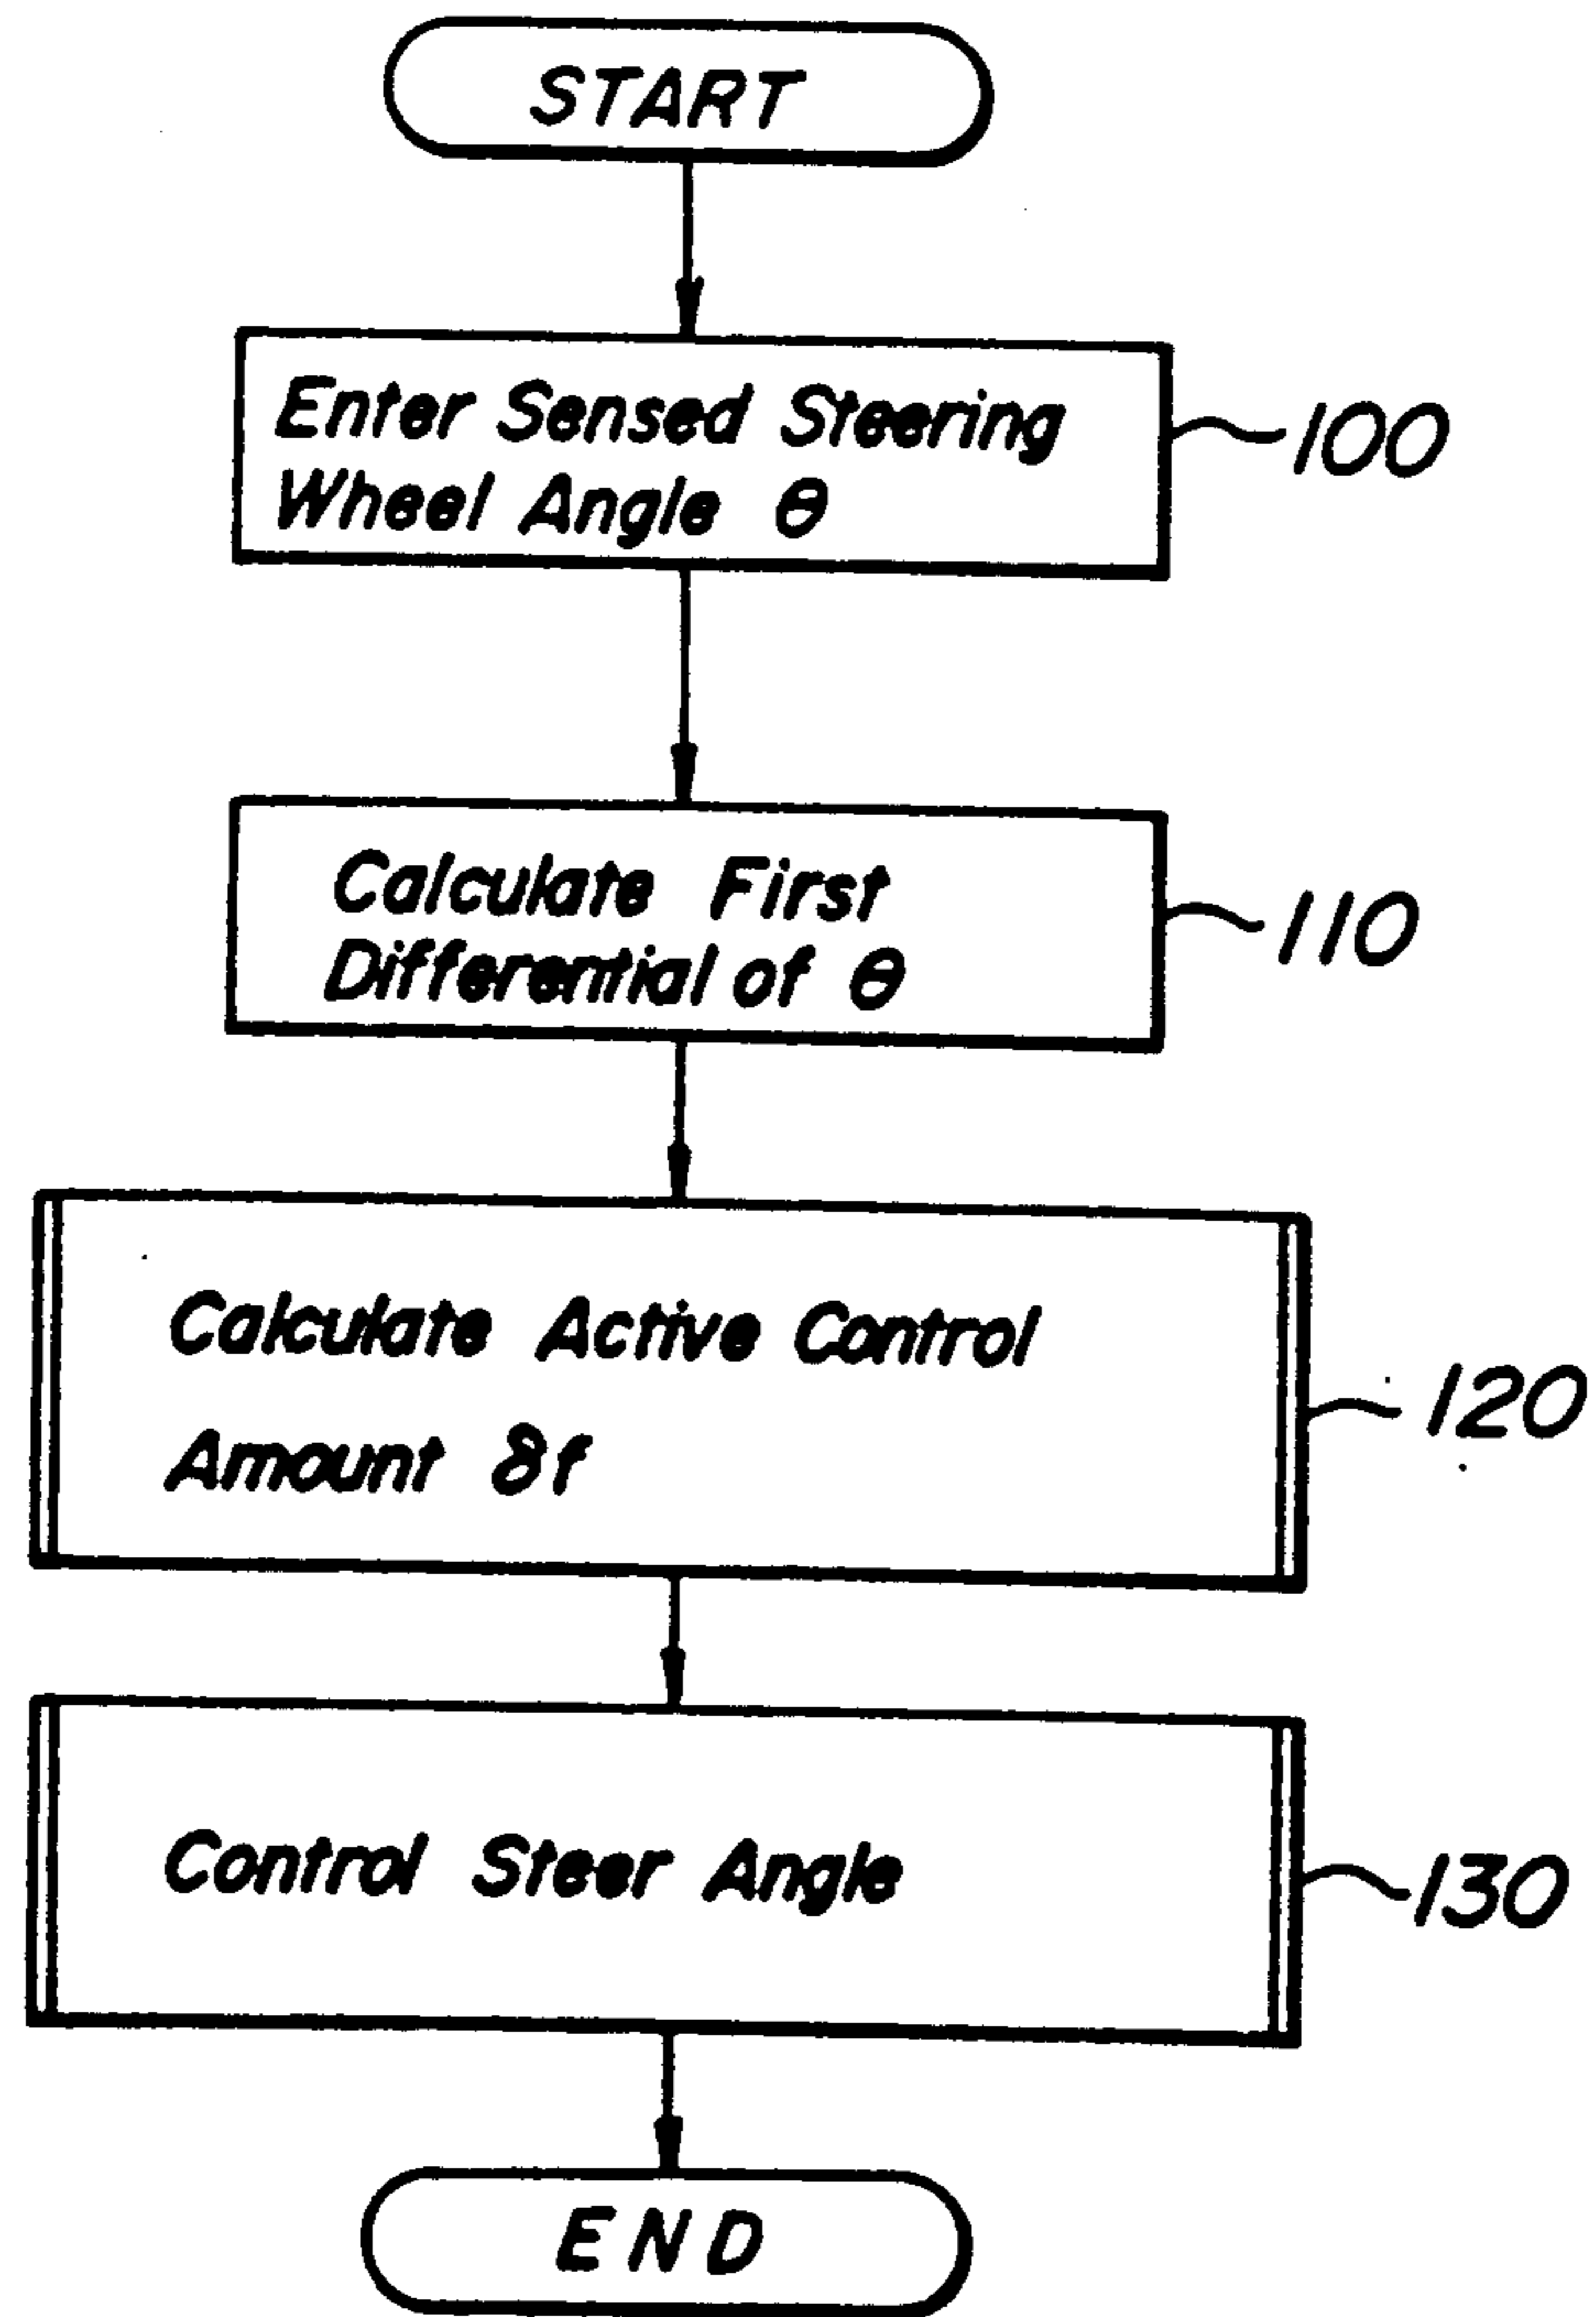 START
Enter Sensed Steering
Wheel Angle θ
100
Calculate First
Differential of θ
110
Calculate Active Control
Amount δf
120
Control Steer Angle
130
END